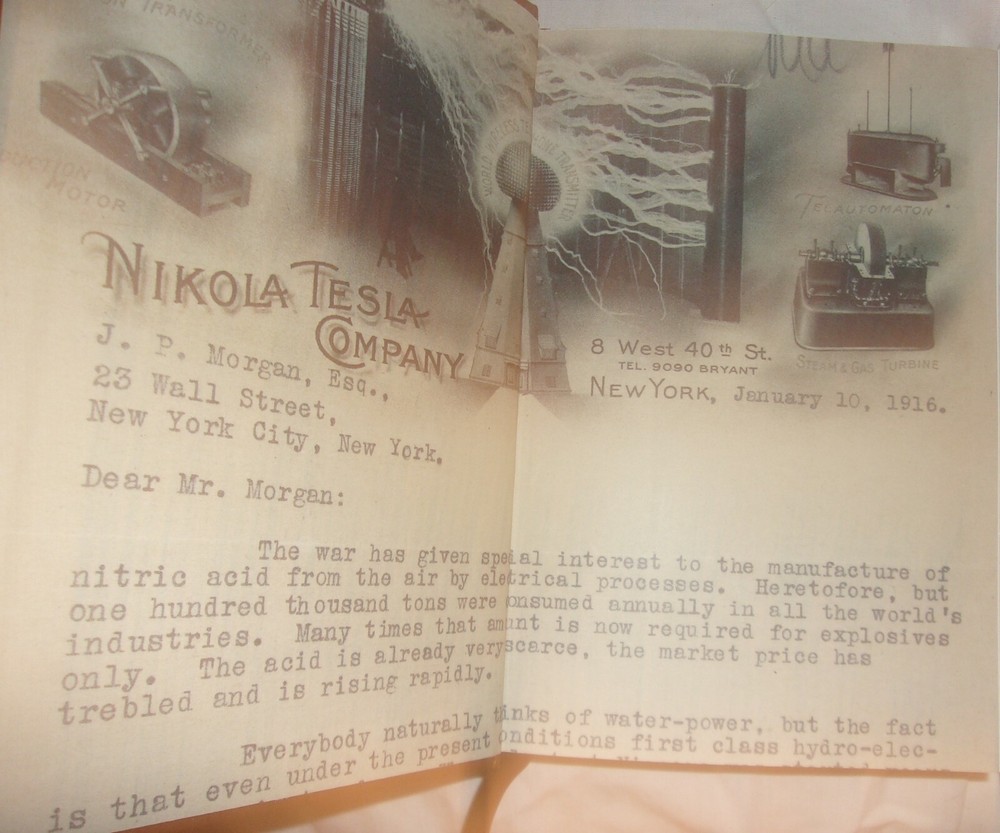 TRANSFORMER
MOTOR
WORLD TRANSMITTER
TELAUTOMATON
STEAM & GAS TURBINE
NIKOLA TESLA
COMPANY
8 West 40th St.
TEL. 9090 BRYANT
NEW YORK, January 10, 1916.
J. P. Morgan, Esq.,
23 Wall Street,
New York City, New York.
Dear Mr. Morgan:
The war has given special interest to the manufacture of
nitric acid from the air by electrical processes. Heretofore, but
one hundred thousand tons were consumed annually in all the world's
industries. Many times that amount is now required for explosives
only. The acid is already very scarce, the market price has
trebled and is rising rapidly.
Everybody naturally thinks of water-power, but the fact
is that even under the present conditions first class hydro-elec-